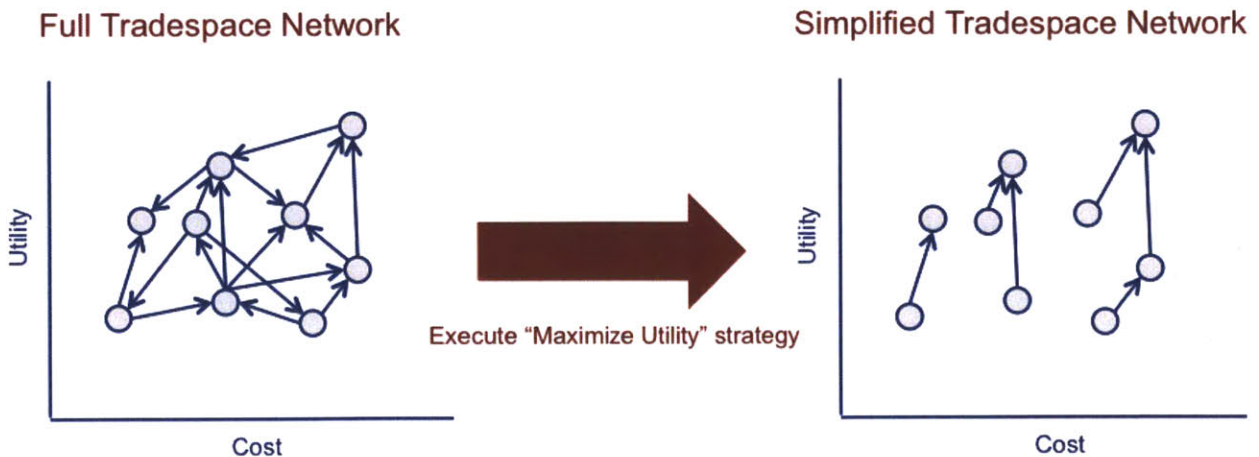 Full Tradespace Network
Simplified Tradespace Network
Utility
Cost
Execute “Maximize Utility” strategy
Utility
Cost